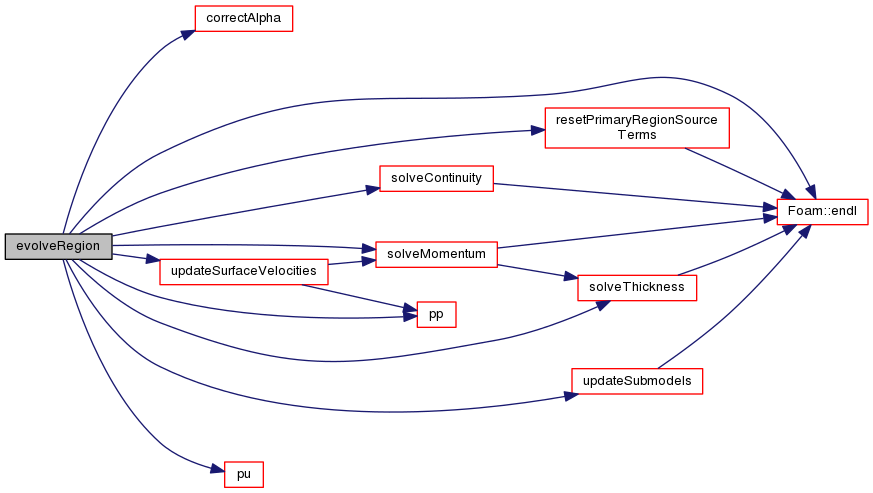 correctAlpha
resetPrimaryRegionSource
Terms
solveContinuity
Foam::endl
evolveRegion
solveMomentum
updateSurfaceVelocities
solveThickness
pp
updateSubmodels
pu